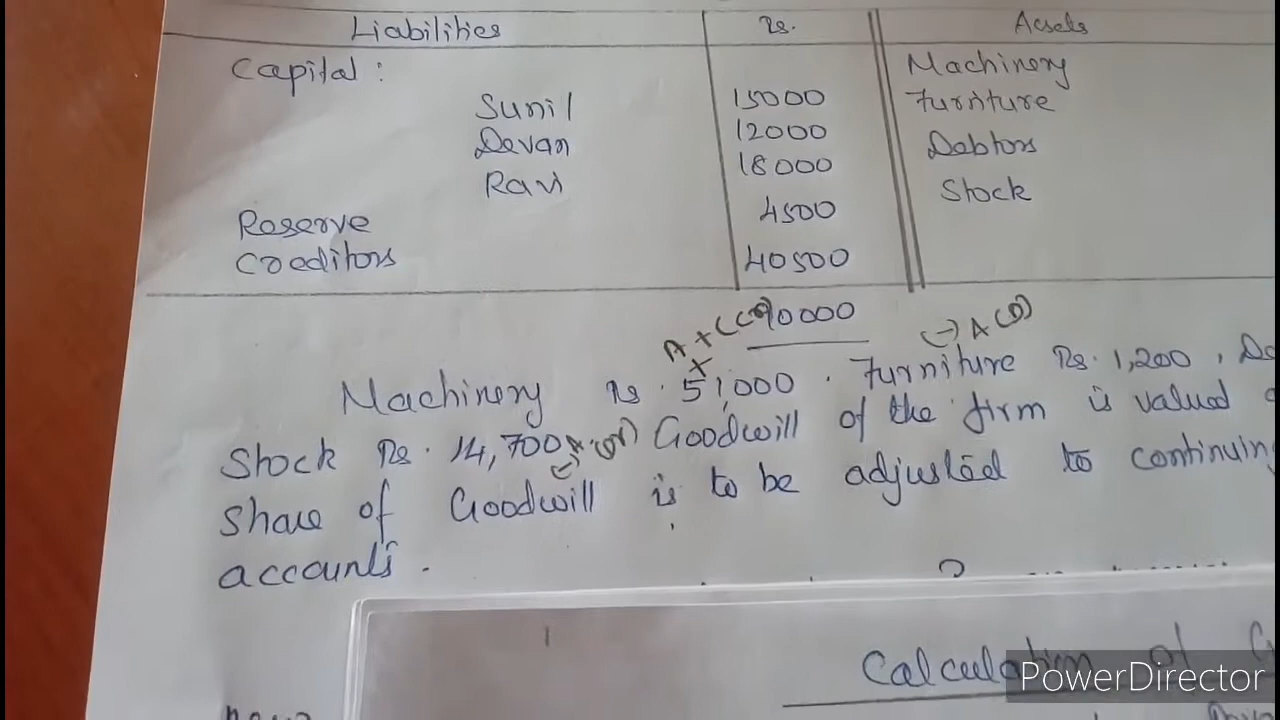 Liabilities Rs. Assets
Capital : Machinery
Sunil 15000 Furniture
Devan 12000 Debtors
Ravi 18000 Stock
Reserve 4500
Creditors 40500
90000
(-) A (D)
Machinery Rs. 51,000 . Furniture Rs. 1,200 ,
Stock Rs. 14,700 Goodwill of the firm is valued
Share of Goodwill is to be adjusted to continuing
accounts .
Calculation of
PowerDirector